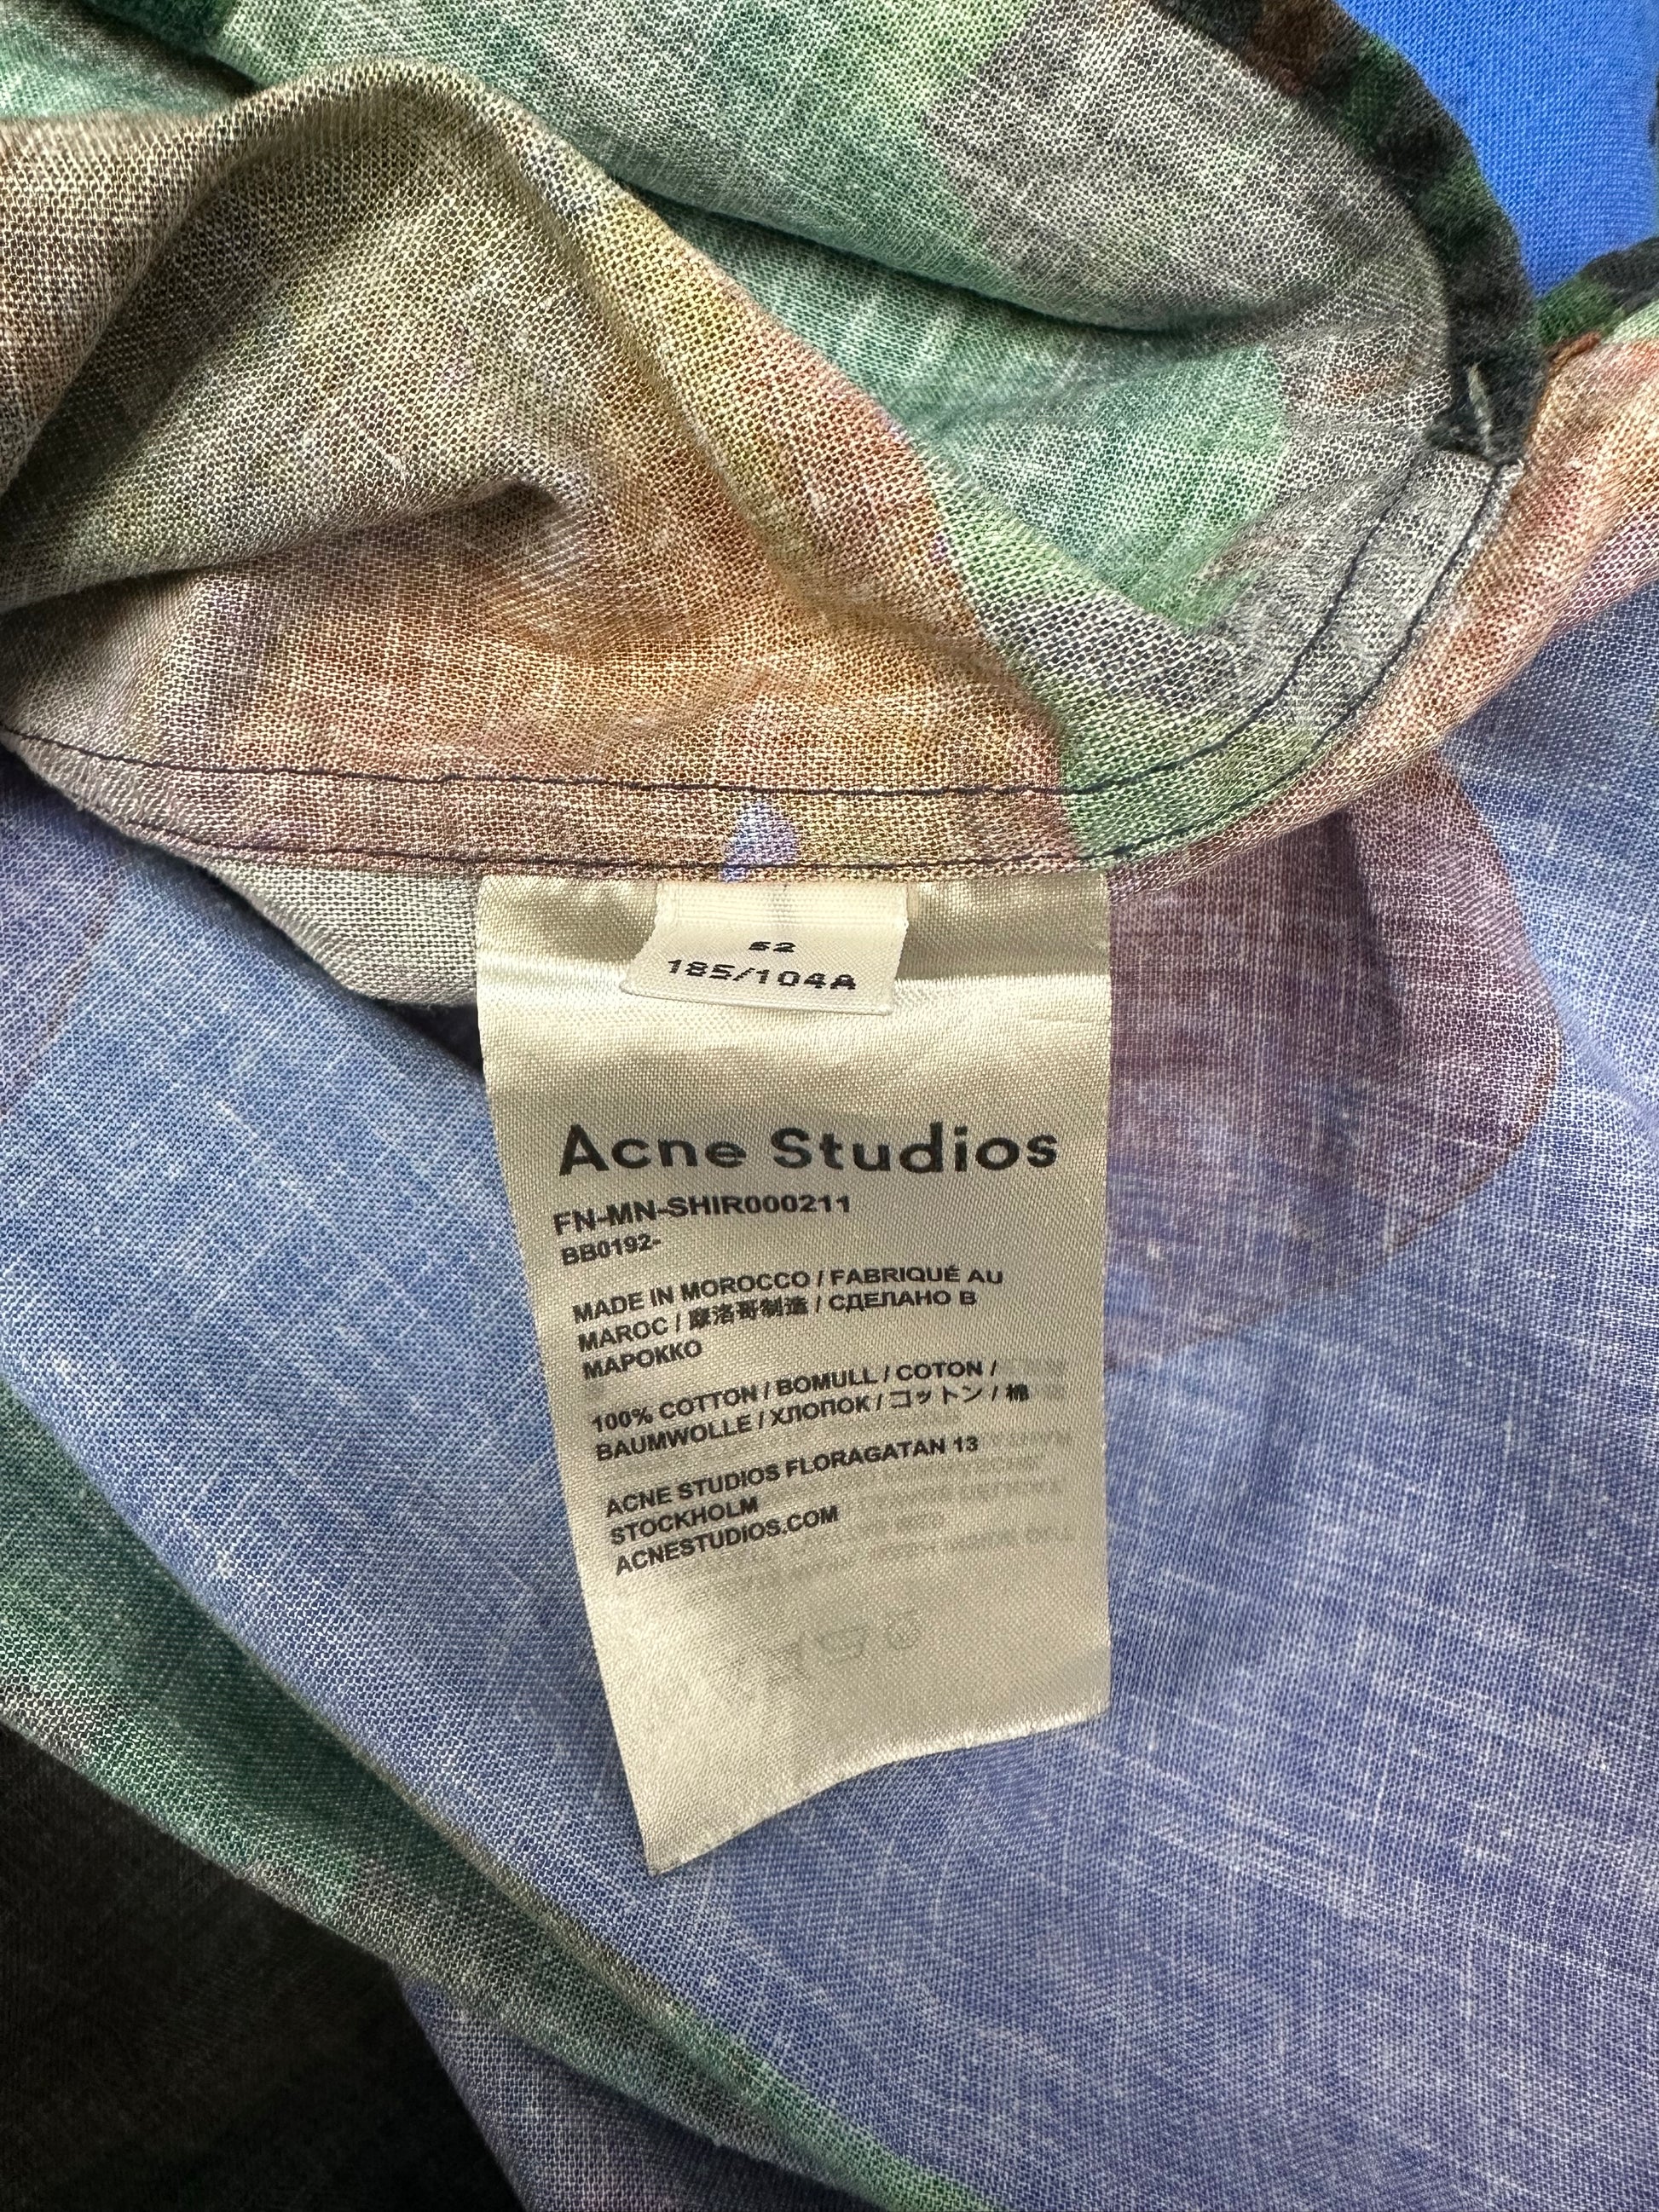 52
185/104A
Acne Studios
FN-MN-SHIR000211
BB0192-
MADE IN MOROCCO / FABRIQUÉ AU
MAROC / 摩洛哥制造 / СДЕЛАНО В
МАРОККО
100% COTTON / BOMULL / COTON /
BAUMWOLLE / ХЛОПОК / コットン / 棉
ACNE STUDIOS FLORAGATAN 13
STOCKHOLM
ACNESTUDIOS.COM